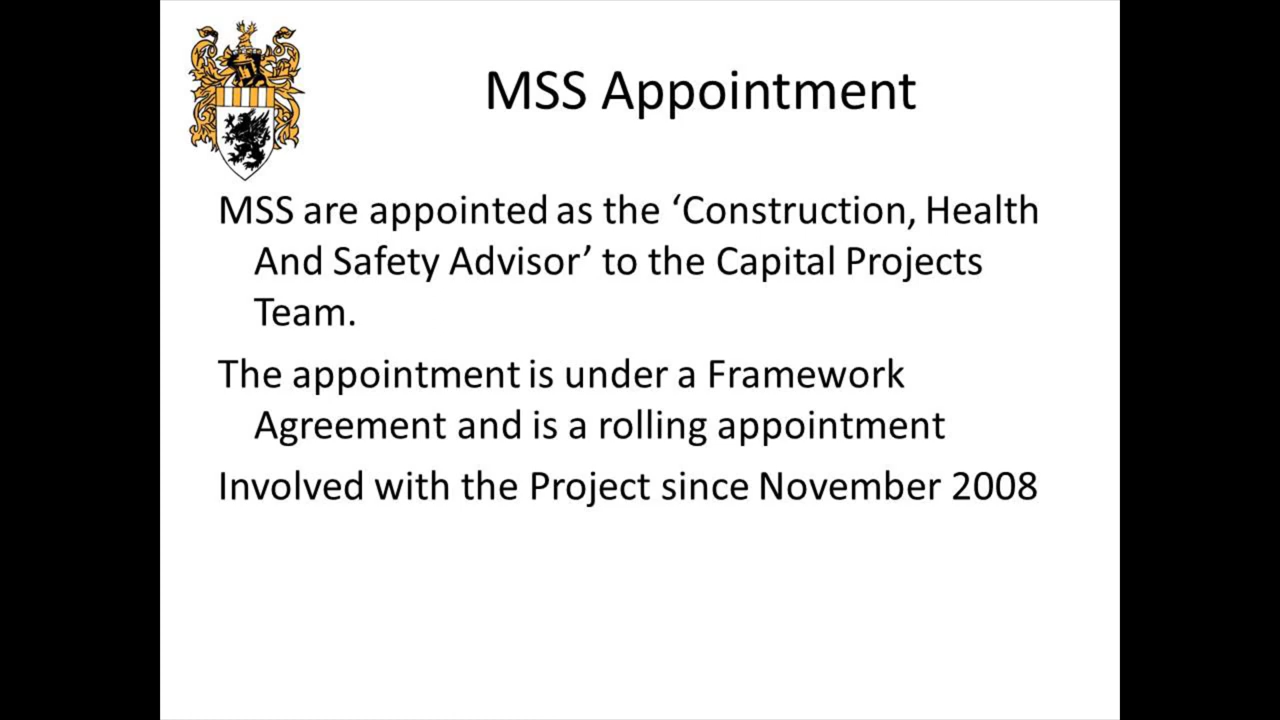 MSS Appointment
MSS are appointed as the ‘Construction, Health
And Safety Advisor’ to the Capital Projects
Team.
The appointment is under a Framework
Agreement and is a rolling appointment
Involved with the Project since November 2008